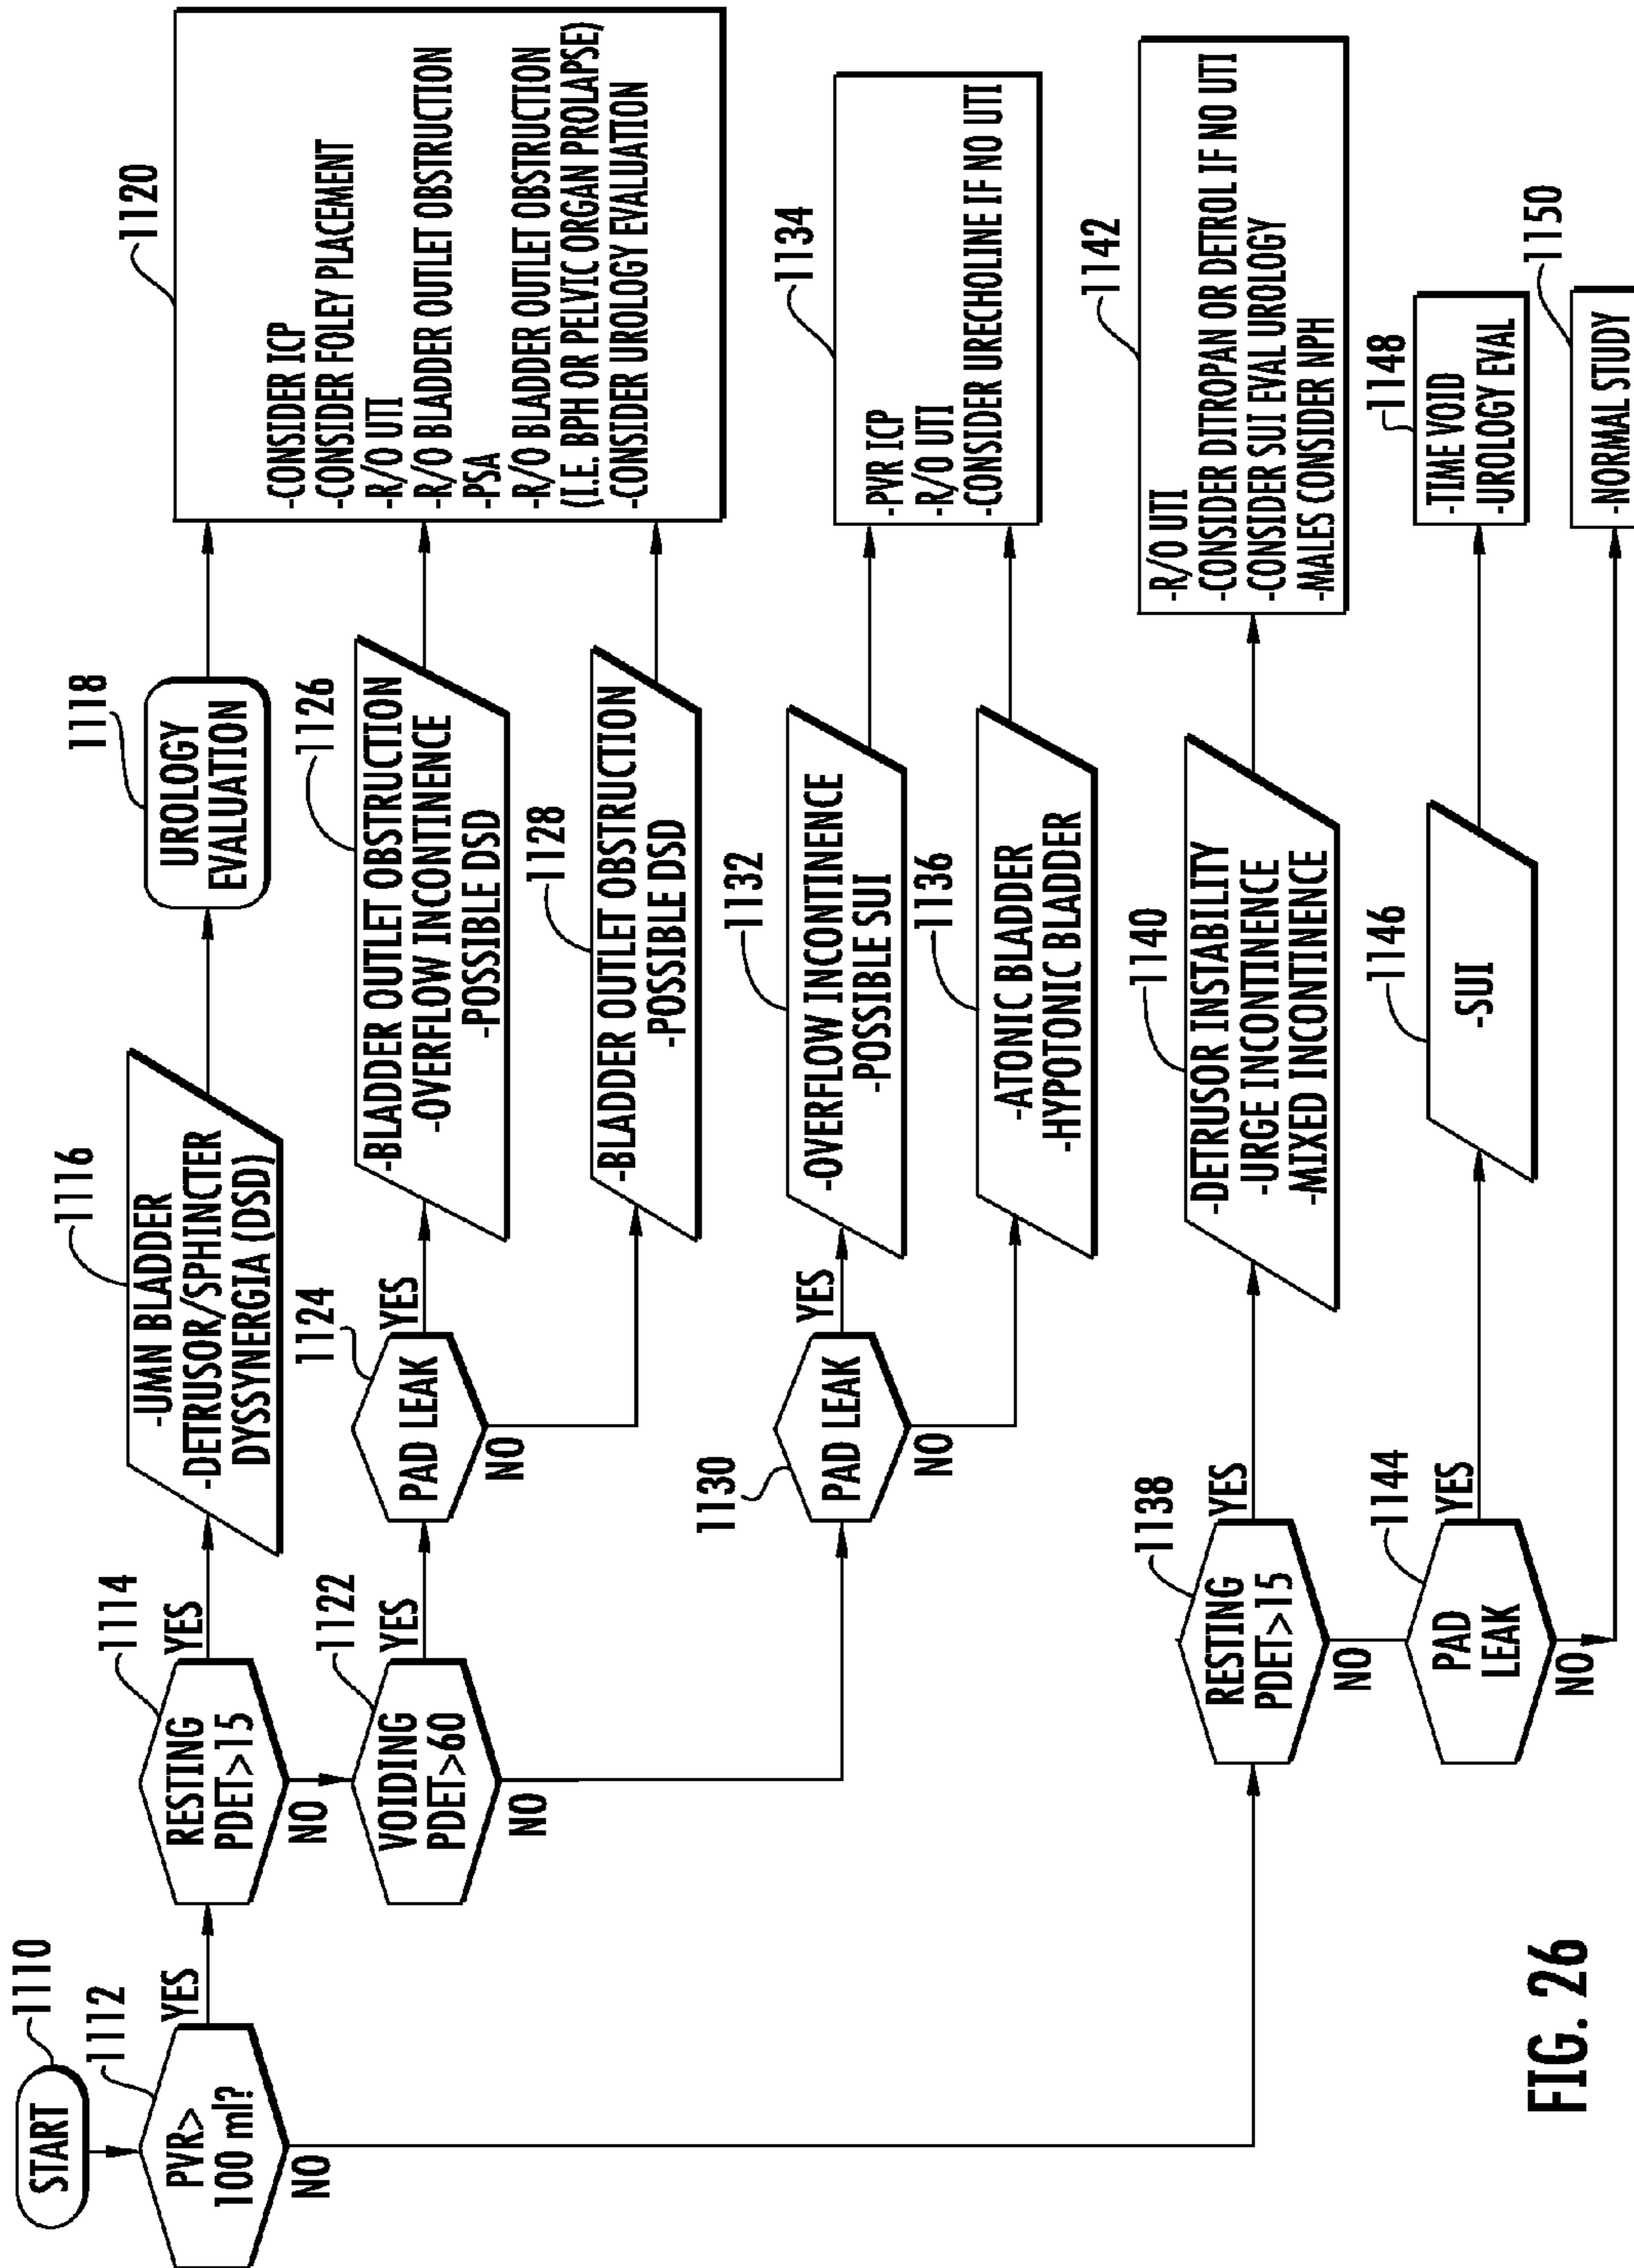 1110
START
1112
PVR>
100 ml?
YES
NO
1114
RESTING
PDET>15
YES
NO
1116
-UMN BLADDER
-DETRUSOR/SPHINCTER
DYSSYNERGIA (DSD)
1118
UROLOGY
EVALUATION
1120
-CONSIDER ICP
-CONSIDER FOLEY PLACEMENT
-R/O UTI
-R/O BLADDER OUTLET OBSTRUCTION
-PSA
-R/O BLADDER OUTLET OBSTRUCTION
(I.E. BPH OR PELVIC ORGAN PROLAPSE)
-CONSIDER UROLOGY EVALUATION
1122
VOIDING
PDET>60
YES
NO
1124
PAD LEAK
YES
NO
1126
-BLADDER OUTLET OBSTRUCTION
-OVERFLOW INCONTINENCE
-POSSIBLE DSD
1128
-BLADDER OUTLET OBSTRUCTION
-POSSIBLE DSD
1130
PAD LEAK
YES
NO
1132
-OVERFLOW INCONTINENCE
-POSSIBLE SUI
1134
-PVR ICP
-R/O UTI
-CONSIDER URECHOLINE IF NO UTI
1136
-ATONIC BLADDER
-HYPOTONIC BLADDER
1138
RESTING
PDET>15
YES
NO
1140
-DETRUSOR INSTABILITY
-URGE INCONTINENCE
-MIXED INCONTINENCE
1142
-R/O UTI
-CONSIDER DITROPAN OR DETROL IF NO UTI
-CONSIDER SUI EVAL UROLOGY
-MALES CONSIDER NPH
1144
PAD
LEAK
YES
NO
1146
-SUI
1148
-TIME VOID
-UROLOGY EVAL
1150
-NORMAL STUDY
FIG. 26